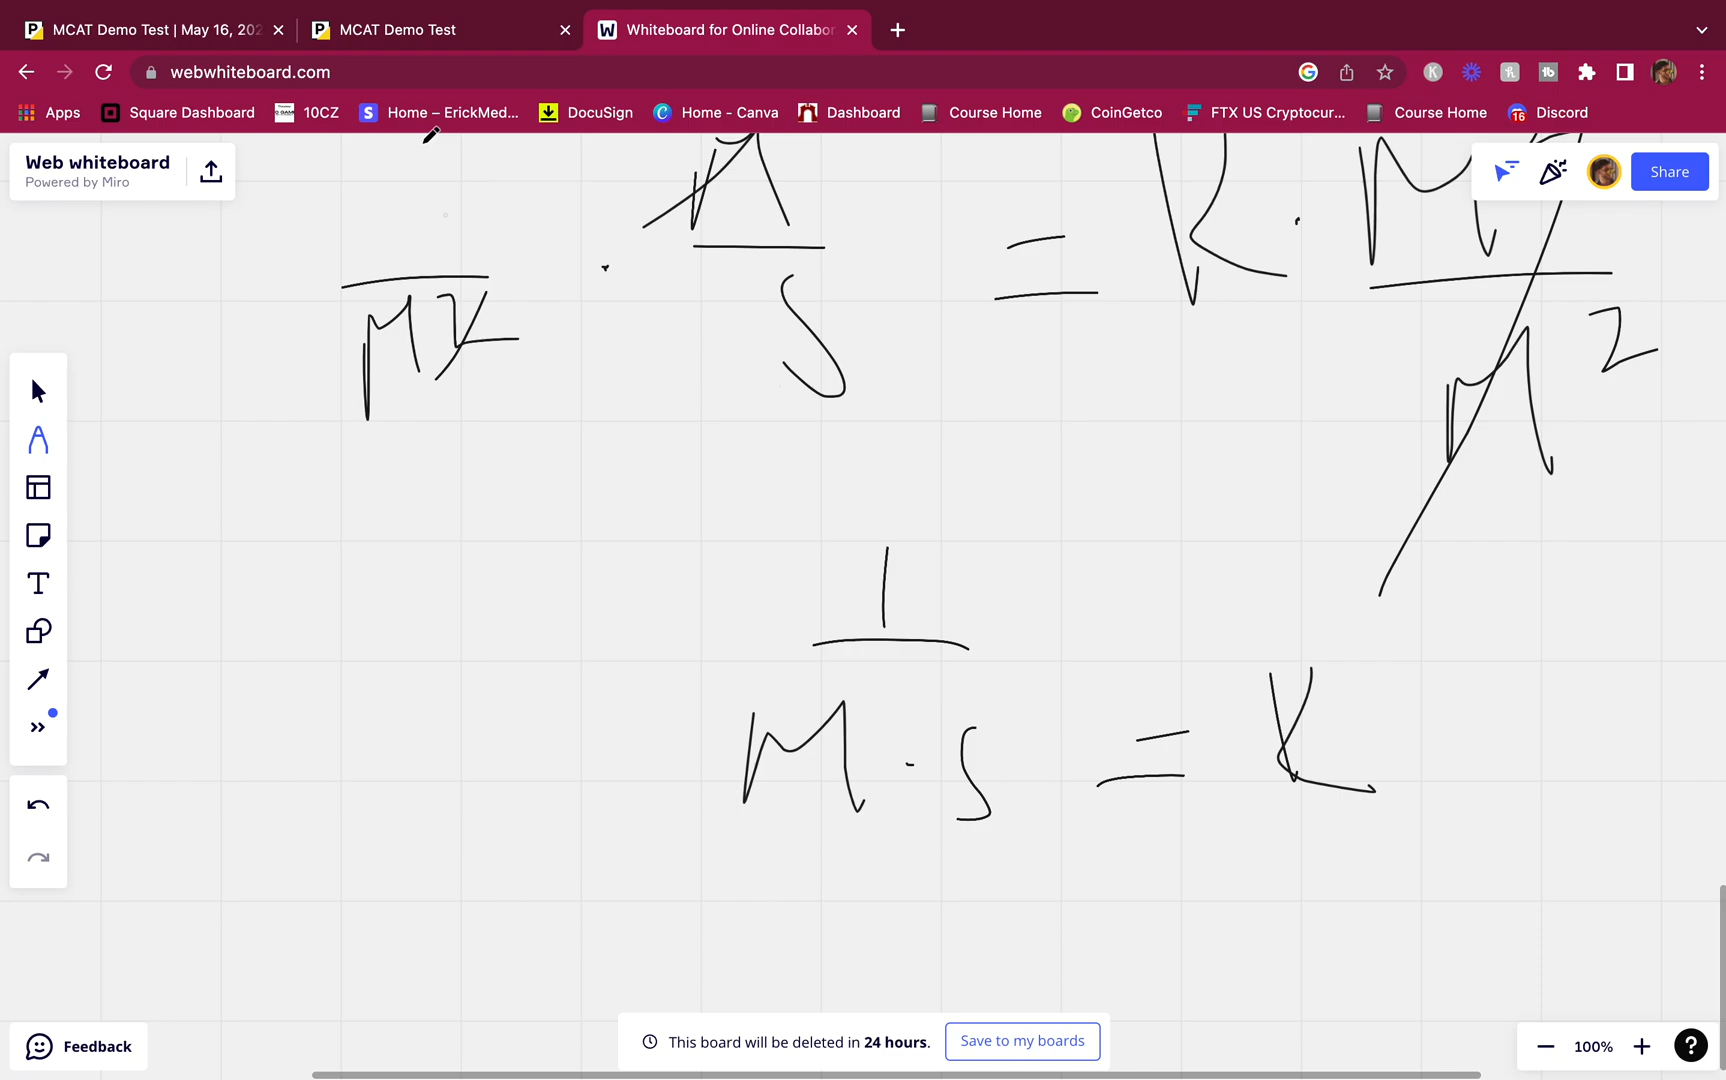 MCAT Demo Test | May 16, 202
MCAT Demo Test
Whiteboard for Online Collabor
webwhiteboard.com
Apps
Square Dashboard
10CZ
Home – ErickMed...
DocuSign
Home - Canva
Dashboard
Course Home
CoinGetco
FTX US Cryptocur...
Course Home
16
Discord
Web whiteboard
Powered by Miro
Share
M / S = K · M
M2
M 2
1
M · S = K
Feedback
This board will be deleted in 24 hours.
Save to my boards
100%
?